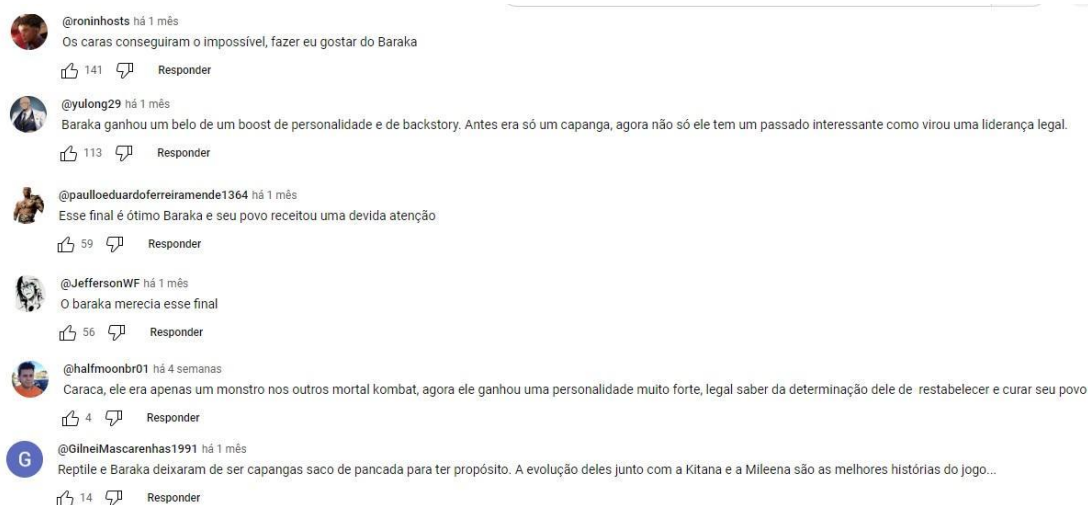 @roninhosts há 1 mês
Os caras conseguiram o impossível, fazer eu gostar do Baraka
141 Responder
@yulong29 há 1 mês
Baraka ganhou um belo de um boost de personalidade e de backstory. Antes era só um capanga, agora não só ele tem um passado interessante como virou uma liderança legal.
113 Responder
@paulloeduardoferreiramende1364 há 1 mês
Esse final é ótimo Baraka e seu povo receitou uma devida atenção
59 Responder
@JeffersonWF há 1 mês
O baraka merecia esse final
56 Responder
@halfmoonbr01 há 4 semanas
Caraca, ele era apenas um monstro nos outros mortal kombat, agora ele ganhou uma personalidade muito forte, legal saber da determinação dele de restabelecer e curar seu povo
4 Responder
G
@GilneiMascarenhas1991 há 1 mês
Reptile e Baraka deixaram de ser capangas saco de pancada para ter propósito. A evolução deles junto com a Kitana e a Mileena são as melhores histórias do jogo...
14 Responder